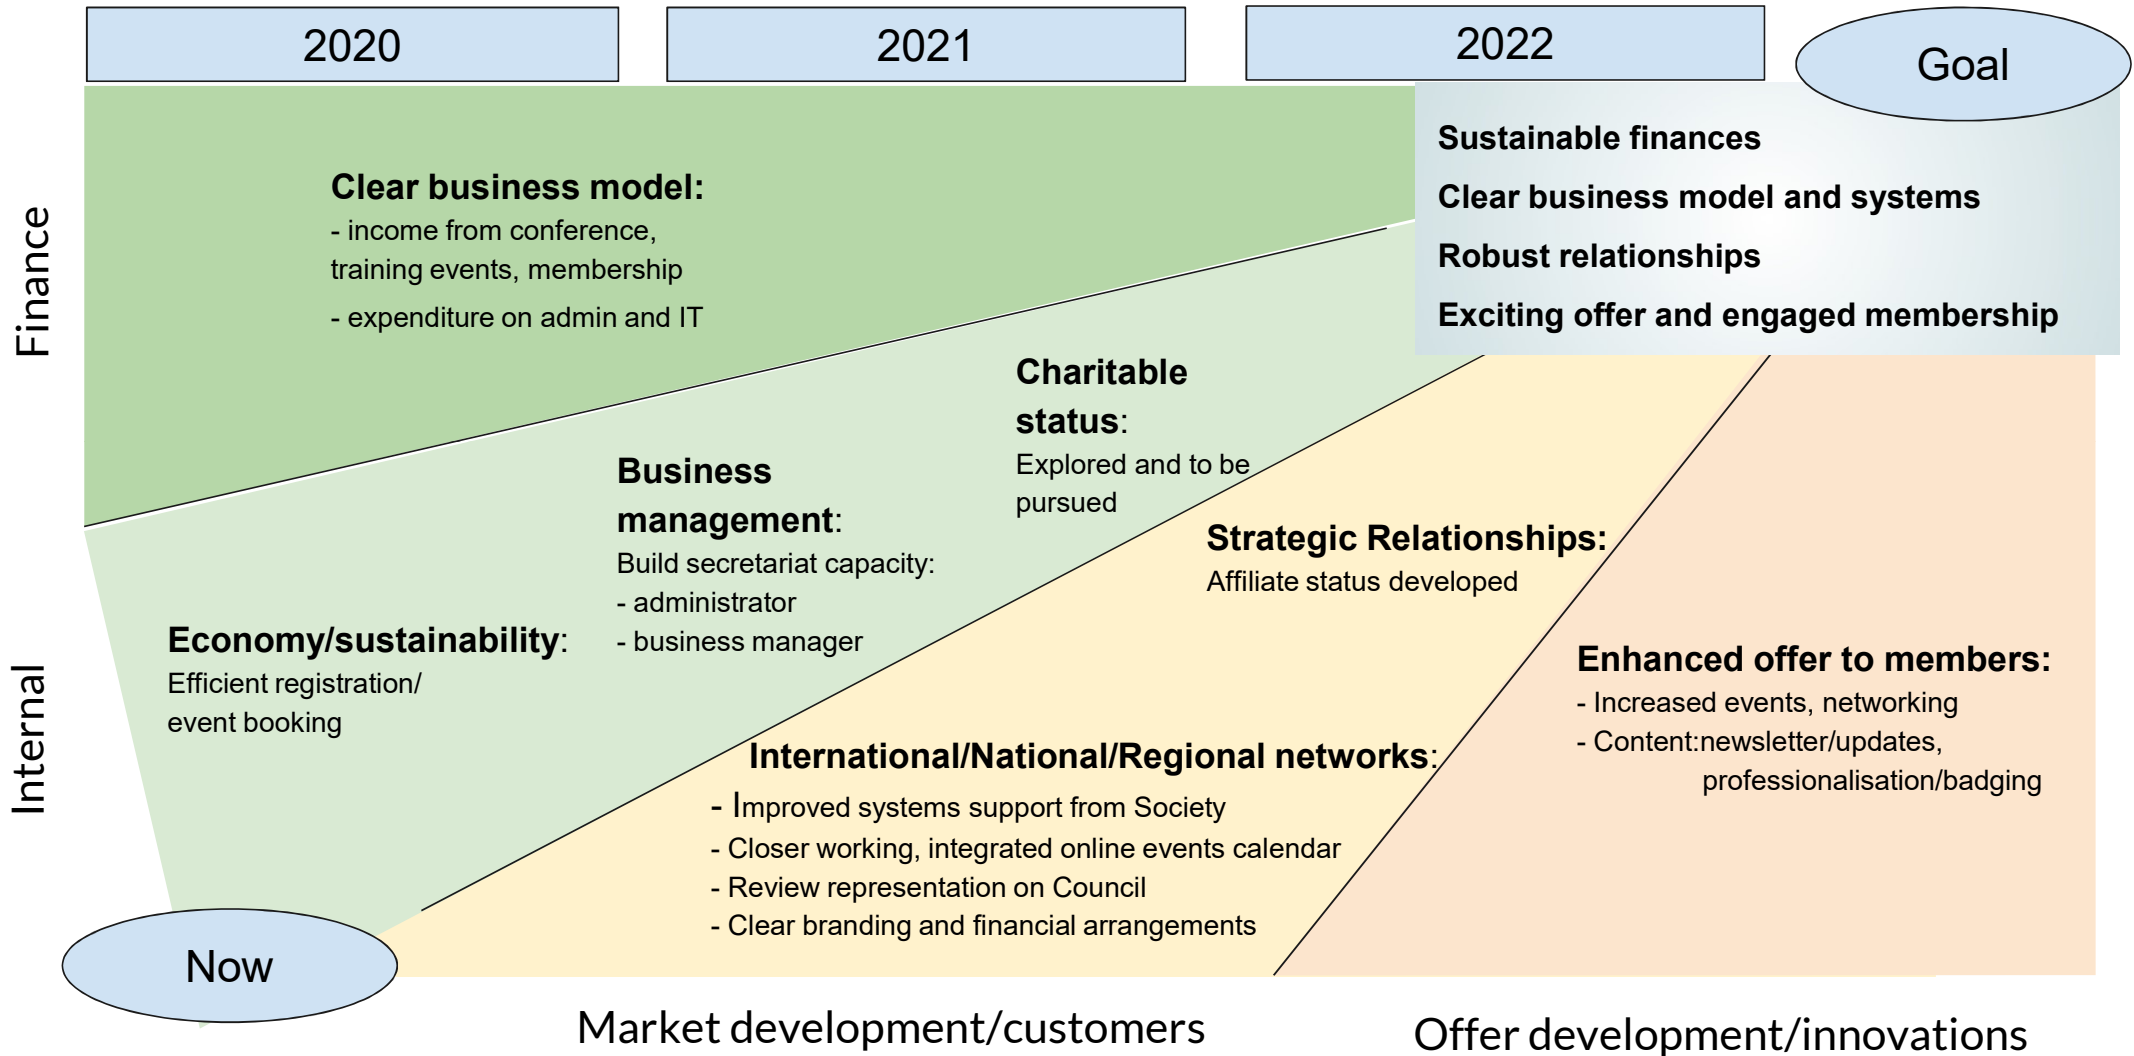 2020
2021
2022
Goal
Finance
Clear business model:
- income from conference,
training events, membership
- expenditure on admin and IT
Sustainable finances
Clear business model and systems
Robust relationships
Exciting offer and engaged membership
Charitable
status:
Explored and to be
pursued
Business
management:
Build secretariat capacity:
- administrator
- business manager
Internal
Economy/sustainability:
Efficient registration/
event booking
Strategic Relationships:
Affiliate status developed
International/National/Regional networks:
- Improved systems support from Society
- Closer working, integrated online events calendar
- Review representation on Council
- Clear branding and financial arrangements
Enhanced offer to members:
- Increased events, networking
- Content:newsletter/updates,
professionalisation/badging
Now
Market development/customers
Offer development/innovations